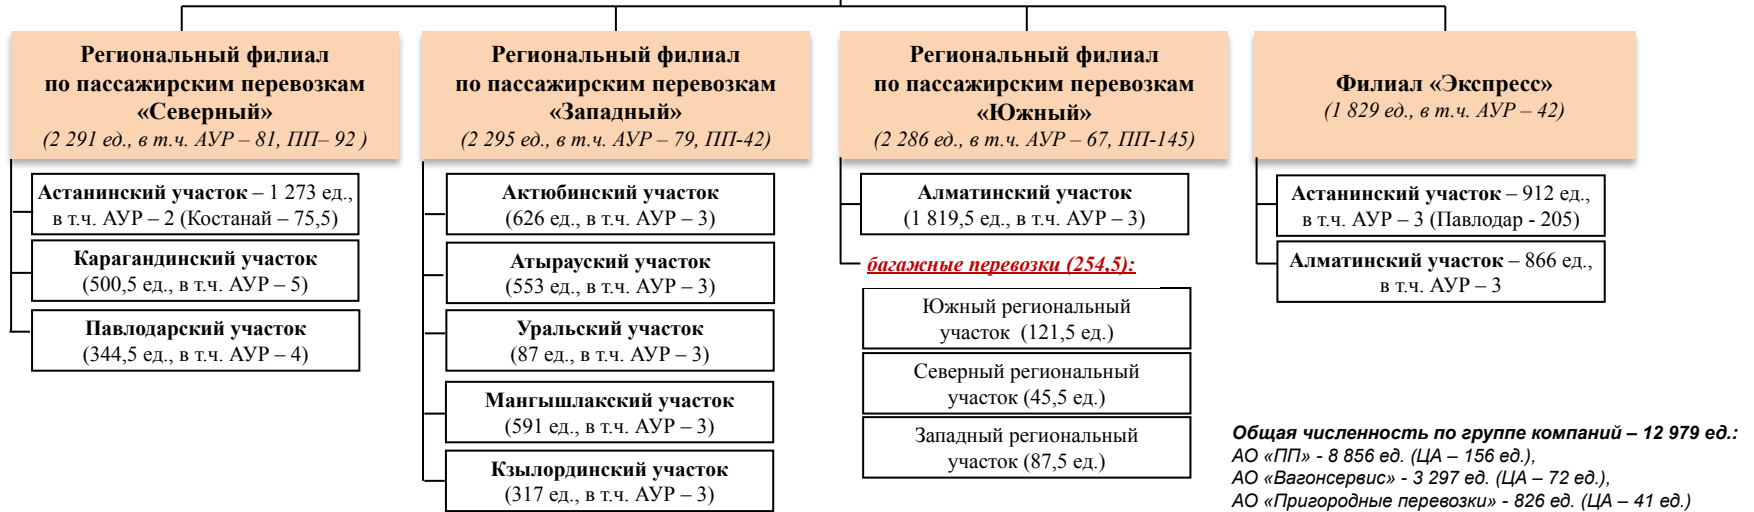 Региональный филиал
по пассажирским перевозкам
«Северный»
(2 291 ед., в т.ч. АУР – 81, ПП– 92 )
Астанинский участок – 1 273 ед.,
в т.ч. АУР – 2 (Костанай – 75,5)
Карагандинский участок
(500,5 ед., в т.ч. АУР – 5)
Павлодарский участок
(344,5 ед., в т.ч. АУР – 4)
Региональный филиал
по пассажирским перевозкам
«Западный»
(2 295 ед., в т.ч. АУР – 79, ПП-42)
Актюбинский участок
(626 ед., в т.ч. АУР – 3)
Атырауский участок
(553 ед., в т.ч. АУР – 3)
Уральский участок
(87 ед., в т.ч. АУР – 3)
Мангышлакский участок
(591 ед., в т.ч. АУР – 3)
Кзылординский участок
(317 ед., в т.ч. АУР – 3)
Региональный филиал
по пассажирским перевозкам
«Южный»
(2 286 ед., в т.ч. АУР – 67, ПП-145)
Алматинский участок
(1 819,5 ед., в т.ч. АУР – 3)
багажные перевозки (254,5):
Южный региональный
участок (121,5 ед.)
Северный региональный
участок (45,5 ед.)
Западный региональный
участок (87,5 ед.)
Филиал «Экспресс»
(1 829 ед., в т.ч. АУР – 42)
Астанинский участок – 912 ед.,
в т.ч. АУР – 3 (Павлодар - 205)
Алматинский участок – 866 ед.,
в т.ч. АУР – 3
Общая численность по группе компаний – 12 979 ед.:
АО «ПП» - 8 856 ед. (ЦА – 156 ед.),
АО «Вагонсервис» - 3 297 ед. (ЦА – 72 ед.),
АО «Пригородные перевозки» - 826 ед. (ЦА – 41 ед.)